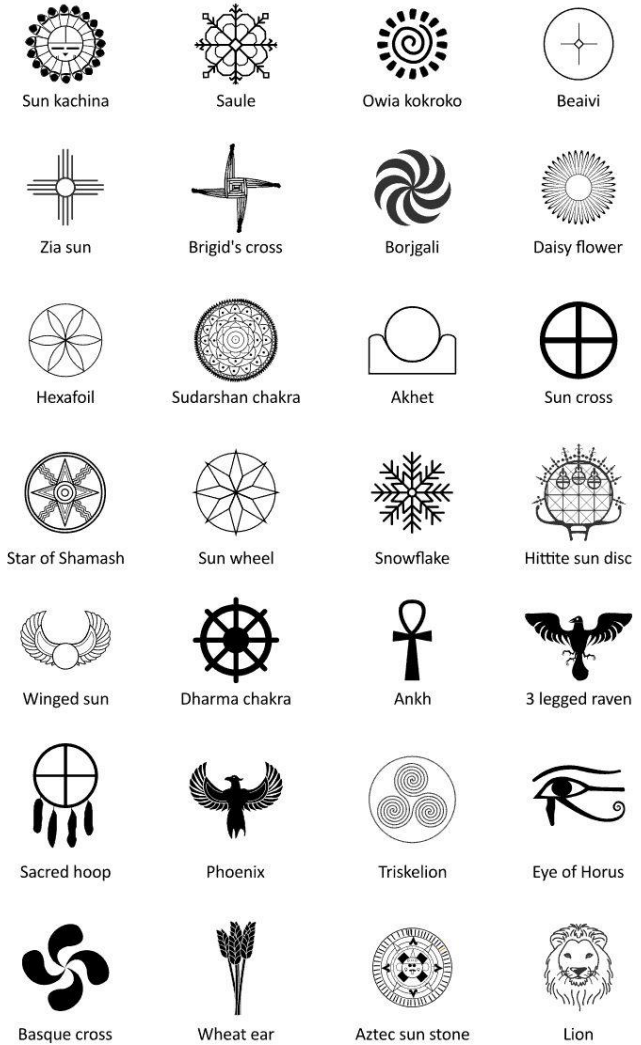 Sun kachina
Saule
Owia kokroko
Beaivi
Zia sun
Brigid's cross
Borjgali
Daisy flower
Hexafoil
Sudarshan chakra
Akhet
Sun cross
Star of Shamash
Sun wheel
Snowflake
Hittite sun disc
Winged sun
Dharma chakra
Ankh
3 legged raven
Sacred hoop
Phoenix
Triskelion
Eye of Horus
Basque cross
Wheat ear
Aztec sun stone
Lion